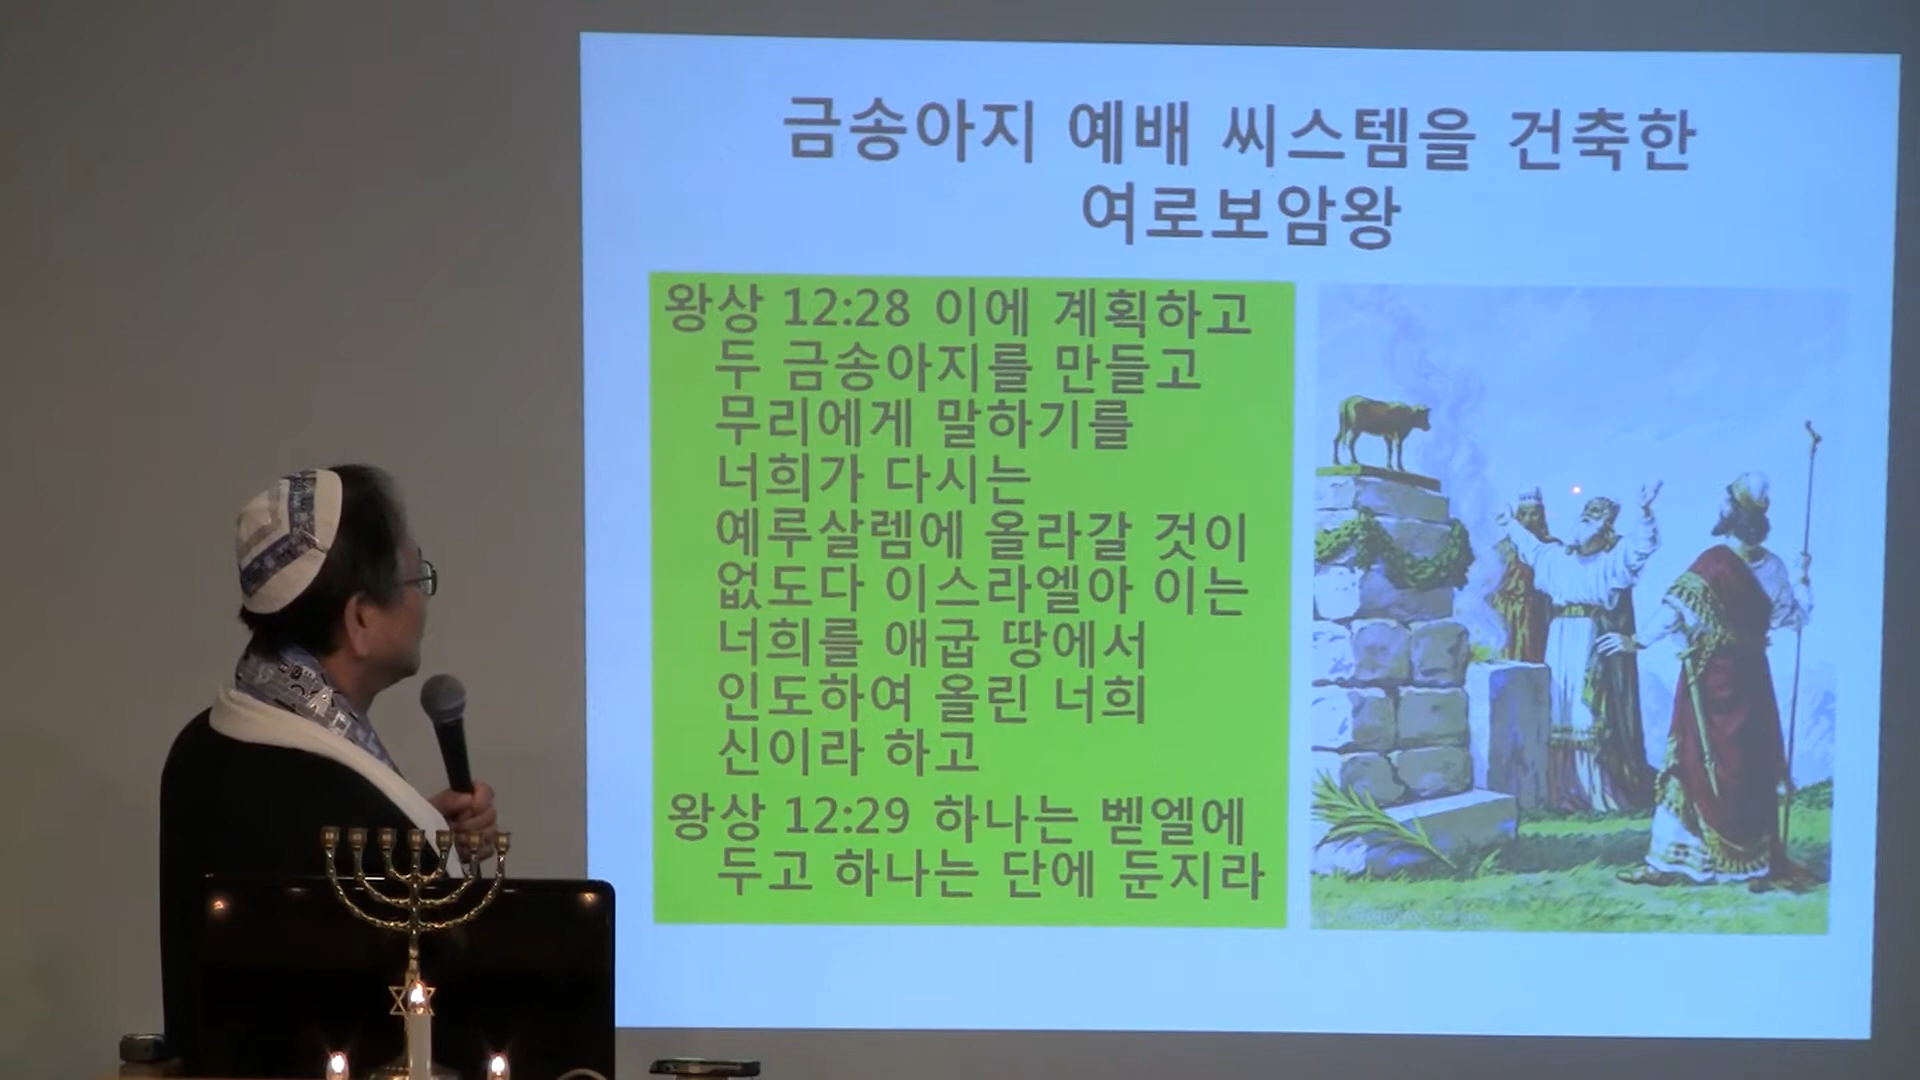 금송아지 예배 씨스템을 건축한
여로보암왕
왕상 12:28 이에 계획하고
두 금송아지를 만들고
무리에게 말하기를
너희가 다시는
예루살렘에 올라갈 것이
없도다 이스라엘아 이는
너희를 애굽 땅에서
인도하여 올린 너희
신이라 하고
왕상 12:29 하나는 벧엘에
두고 하나는 단에 둔지라